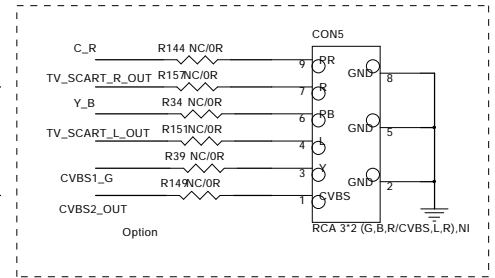 CON5
C_R R144 NC/0R 9 PR
GND 8
TV_SCART_R_OUT R157NC/0R 7 R
Y_B R34 NC/0R 6 PB
GND 5
TV_SCART_L_OUT R151NC/0R 4 L
R39 NC/0R 3 Y
CVBS1_G GND 2
R149NC/0R 1 CVBS
CVBS2_OUT
RCA 3*2 (G,B,R/CVBS,L,R),NI
Option